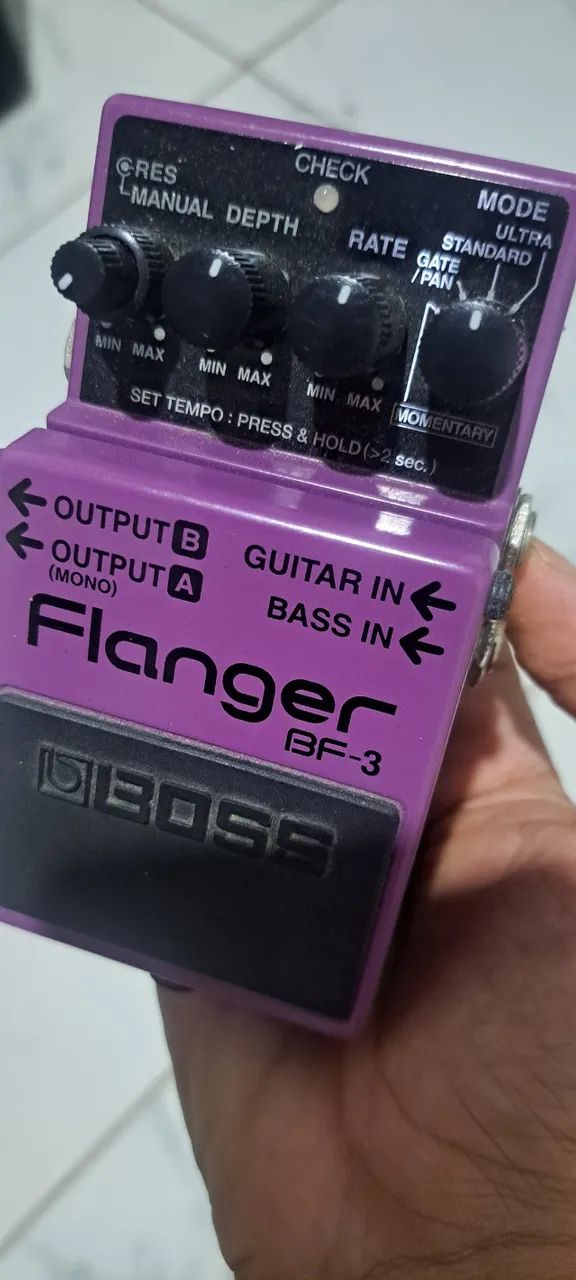 RES
MANUAL
DEPTH
CHECK
RATE
MODE
ULTRA
STANDARD
GATE
/PAN
MIN MAX
MIN MAX
MIN MAX
MOMENTARY
SET TEMPO : PRESS & HOLD (>2 sec.)
OUTPUT B
OUTPUT A
(MONO)
GUITAR IN
BASS IN
Flanger
BF-3
BOSS